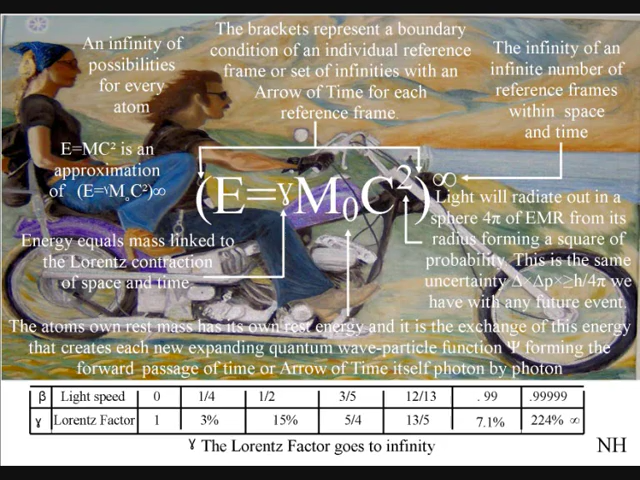 The brackets represent a boundary
condition of an individual reference
frame or set of infinities with an
Arrow of Time for each
reference frame.
An infinity of
possibilities
for every
atom
The infinity of an
infinite number of
reference frames
within space
and time
E=MC² is an
approximation
of (E=ˠM˳C²)∞
(E=ˠM₀C²)∞
Energy equals mass linked to
the Lorentz contraction
of space and time
Light will radiate out in a
sphere 4π of EMR from its
radius forming a square of
probability. This is the same
uncertainty Δ×Δp×≥h/4π we
have with any future event.
The atoms own rest mass has its own rest energy and it is the exchange of this energy
that creates each new expanding quantum wave-particle function Ψ forming the
forward passage of time or Arrow of Time itself photon by photon
β Light speed 0 1/4 1/2 3/5 12/13 . 99 .99999
ɣ Lorentz Factor 1 3% 15% 5/4 13/5 7.1% 224% ∞
ɣ The Lorentz Factor goes to infinity
NH